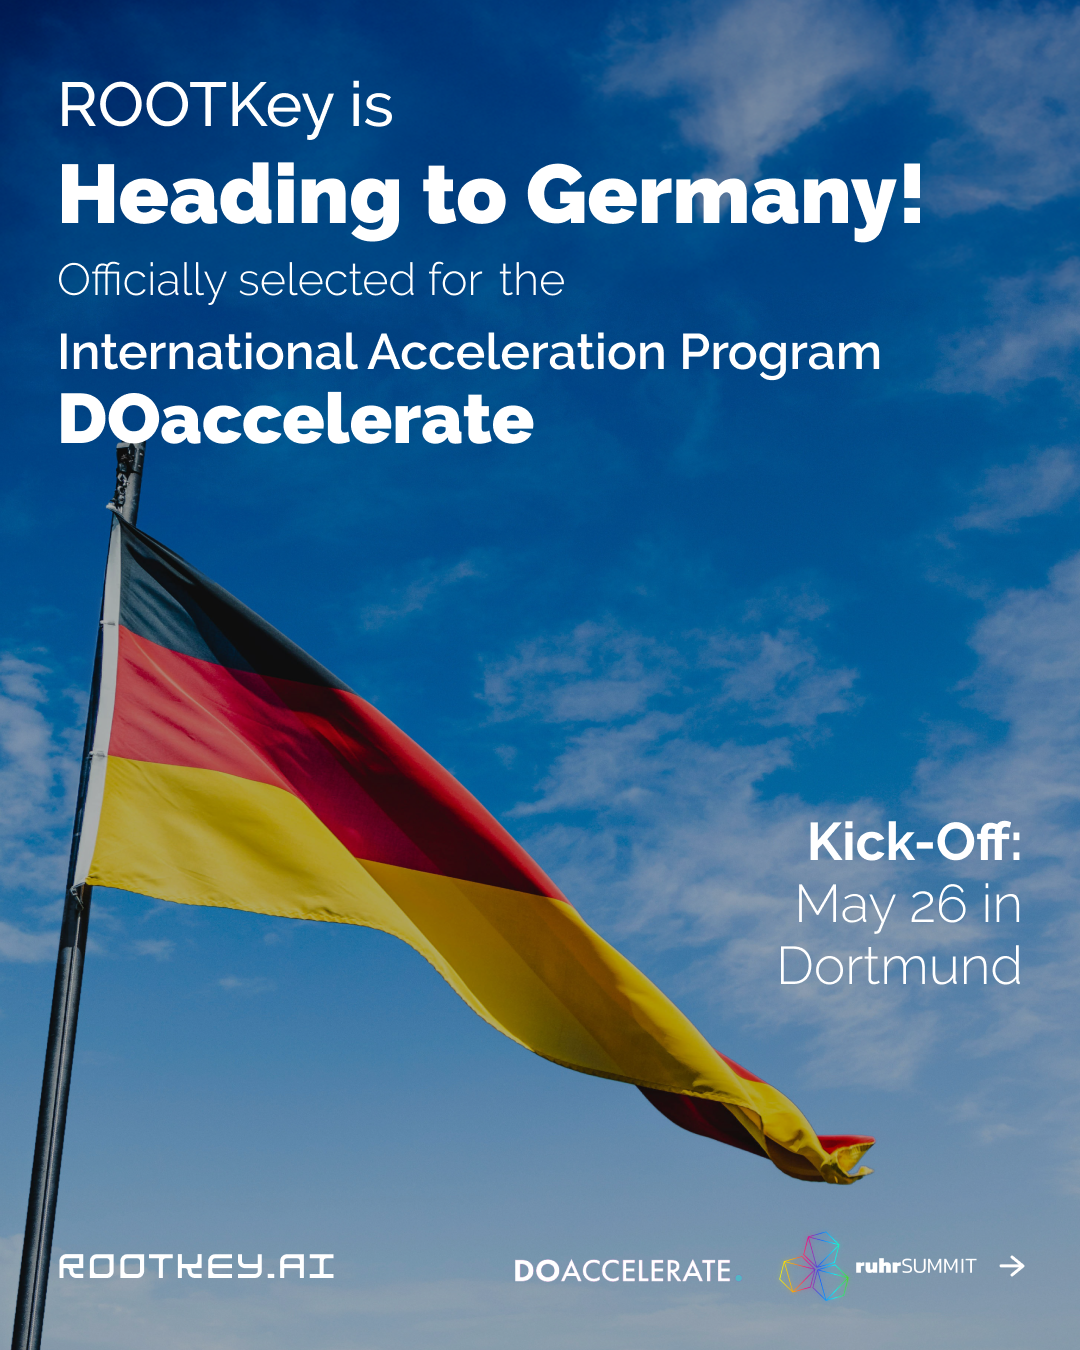 ROOTKey is
Heading to Germany!
Officially selected for the
International Acceleration Program
DOaccelerate
Kick-Off:
May 26 in
Dortmund
ROOTKEY.AI
DOACCELERATE.
ruhrSUMMIT